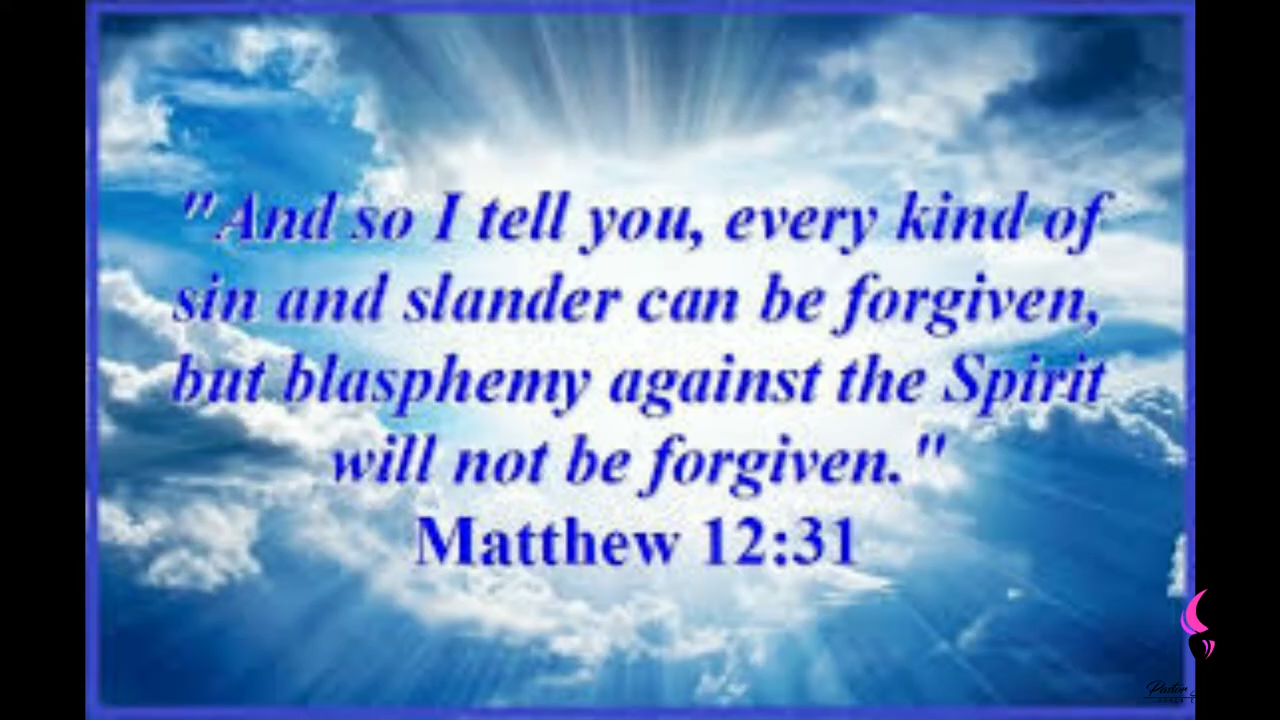 "And so I tell you, every kind of
sin and slander can be forgiven,
but blasphemy against the Spirit
will not be forgiven."
Matthew 12:31
Pastor